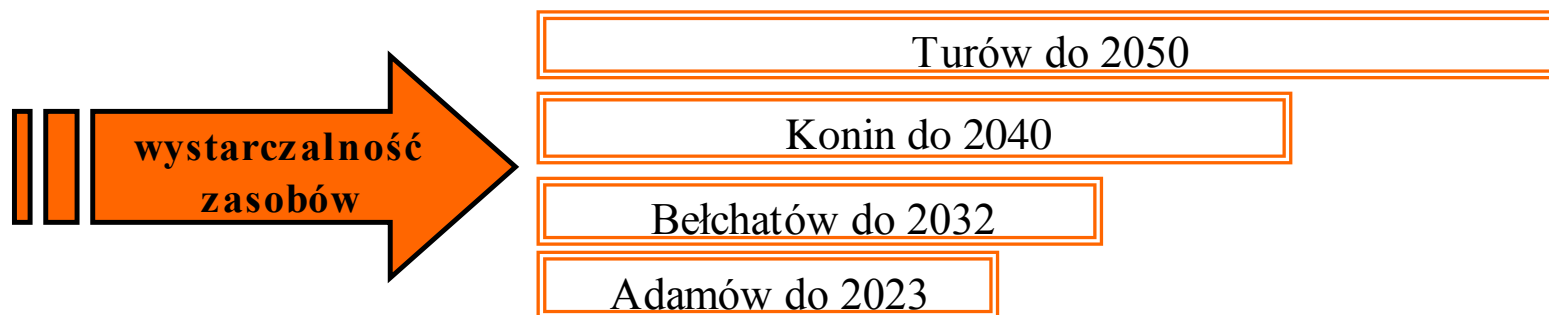 wystarczalność
zasobów
Turów do 2050
Konin do 2040
Bełchatów do 2032
Adamów do 2023